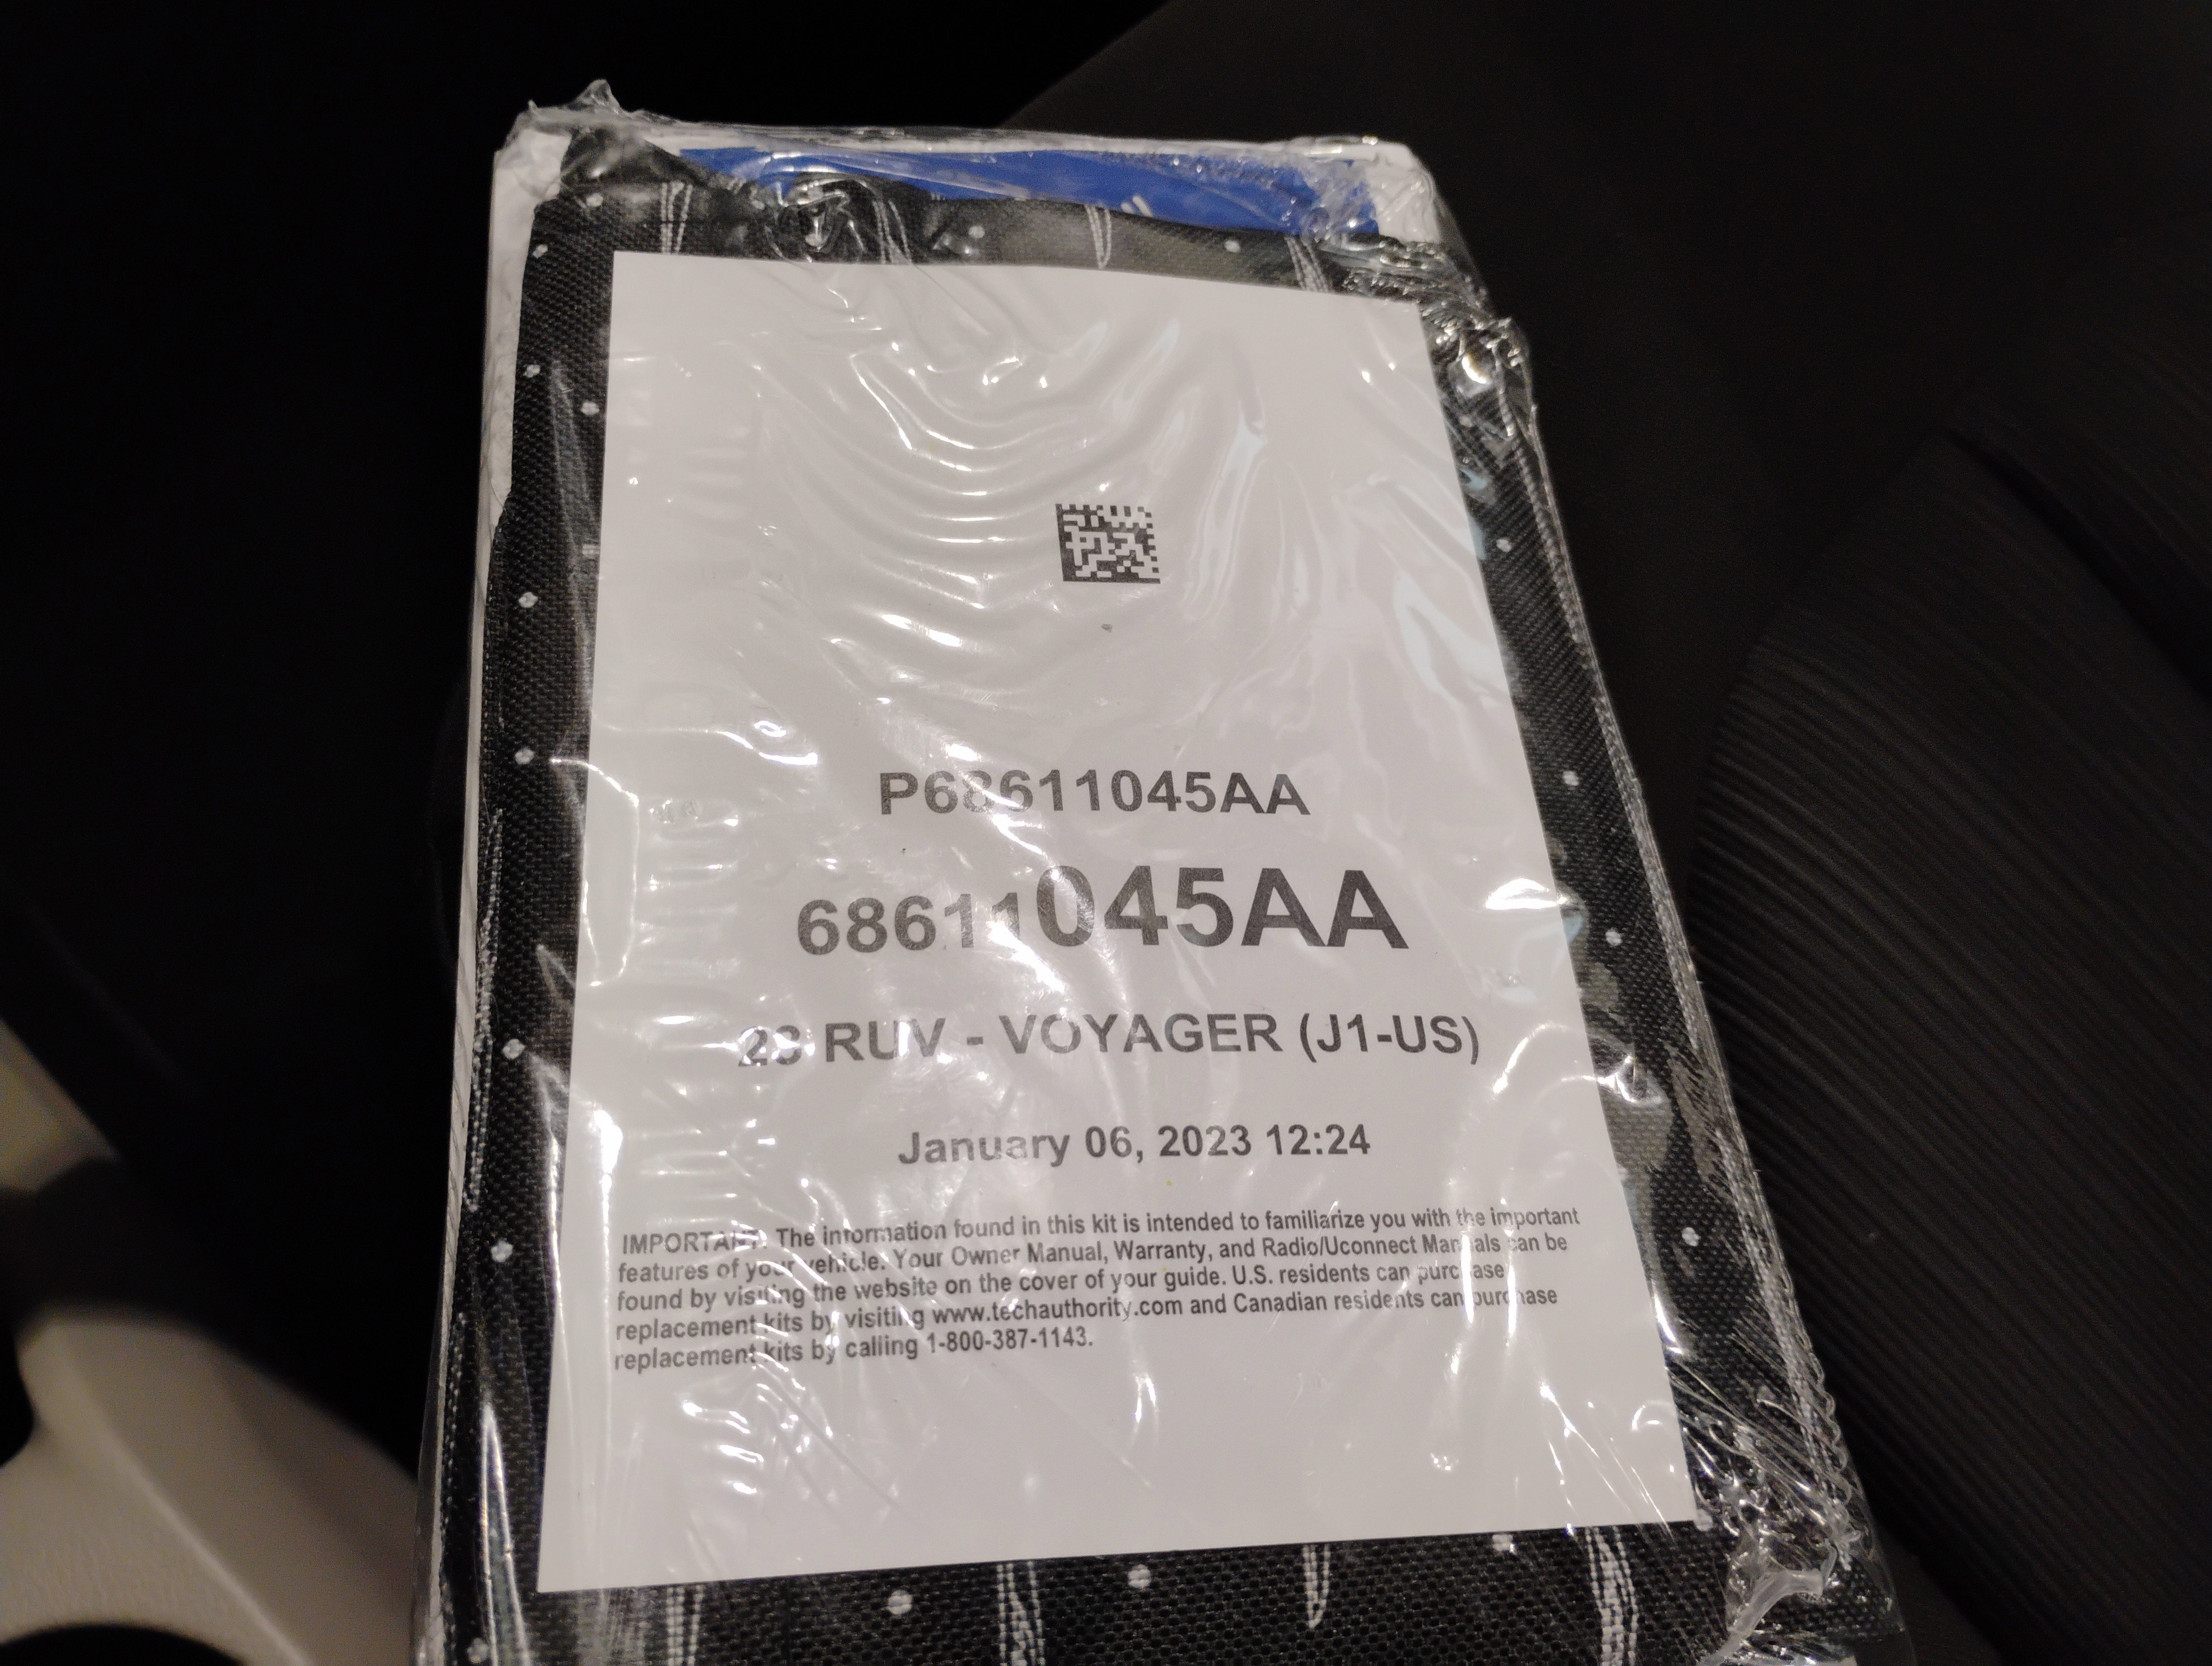 P68611045AA
68611045AA
23 RUV - VOYAGER (J1-US)
January 06, 2023 12:24
IMPORTANT: The information found in this kit is intended to familiarize you with the important
features of your vehicle. Your Owner Manual, Warranty, and Radio/Uconnect Manuals can be
found by visiting the website on the cover of your guide. U.S. residents can purchase
replacement kits by visiting www.techauthority.com and Canadian residents can purchase
replacement kits by calling 1-800-387-1143.